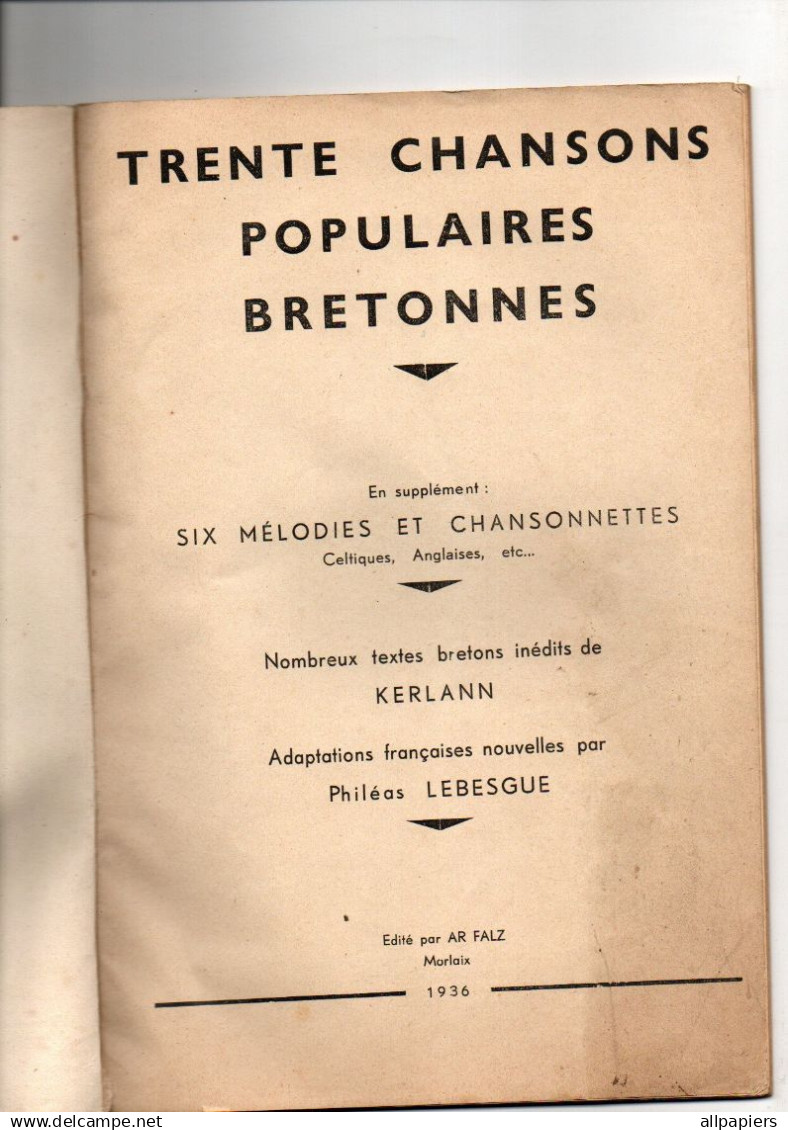 TRENTE CHANSONS
POPULAIRES
BRETONNES
En supplément :
SIX MÉLODIES ET CHANSONNETTES
Celtiques, Anglaises, etc...
Nombreux textes bretons inédits de
KERLANN
Adaptations françaises nouvelles par
Philéas LEBESGUE
Edité par AR FALZ
Morlaix
1936
www.delcampe.net
allpapiers